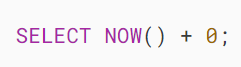 SELECT NOW() + 0;